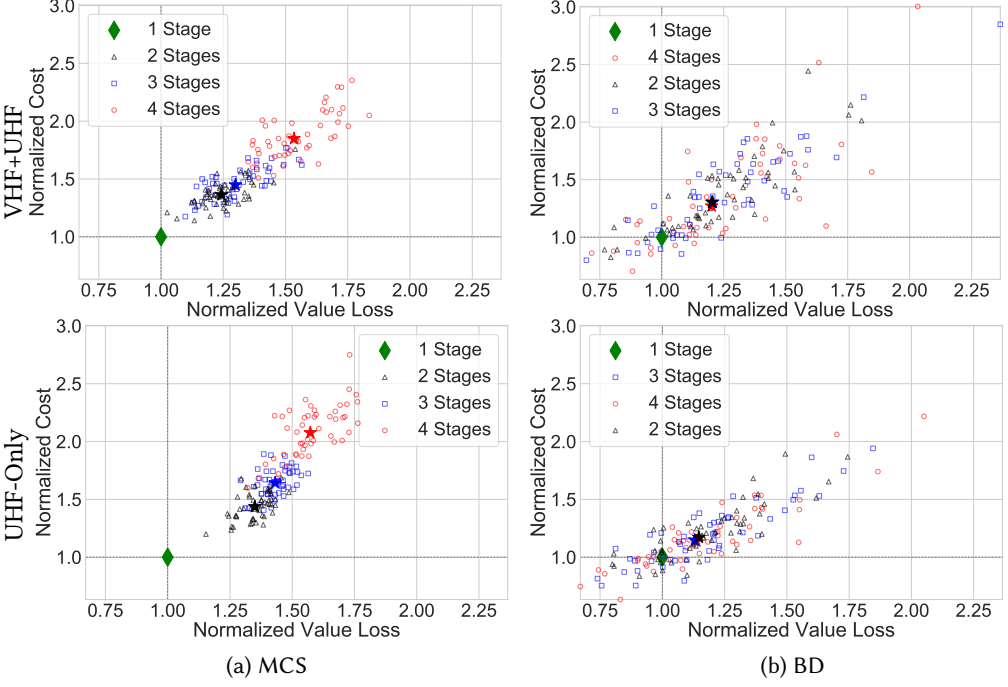 VHF+UHF
Normalized Cost
3.0
2.5
2.0
1.5
1.0
1 Stage
2 Stages
3 Stages
4 Stages
0.75 1.00 1.25 1.50 1.75 2.00 2.25
Normalized Value Loss
Normalized Cost
3.0
2.5
2.0
1.5
1.0
1 Stage
4 Stages
2 Stages
3 Stages
0.75 1.00 1.25 1.50 1.75 2.00 2.25
Normalized Value Loss
UHF-Only
Normalized Cost
3.0
2.5
2.0
1.5
1.0
1 Stage
2 Stages
3 Stages
4 Stages
0.75 1.00 1.25 1.50 1.75 2.00 2.25
Normalized Value Loss
Normalized Cost
3.0
2.5
2.0
1.5
1.0
1 Stage
3 Stages
4 Stages
2 Stages
0.75 1.00 1.25 1.50 1.75 2.00 2.25
Normalized Value Loss
(a) MCS
(b) BD